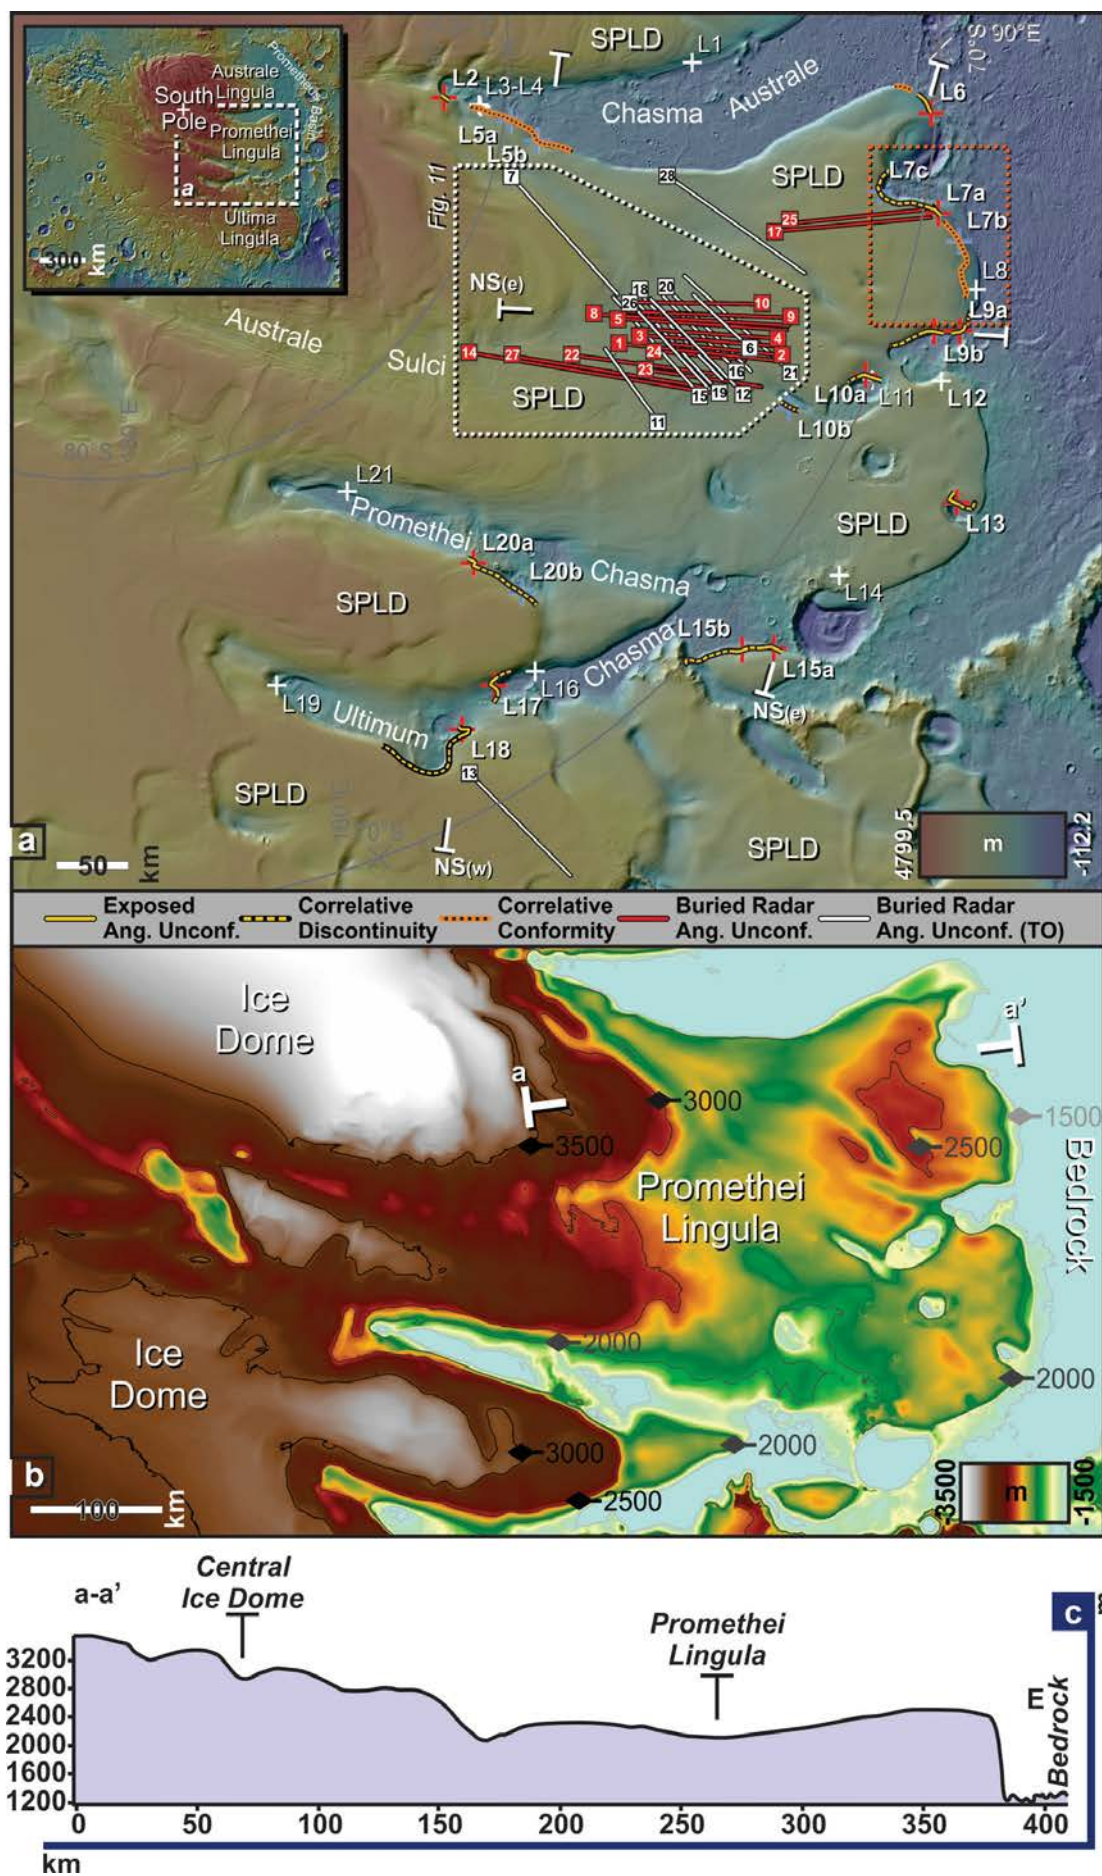 Australe
Lingula
South
Pole
Promethei
Lingula
Prometheus
Basin
a
Ultima
Lingula
300
km
SPLD
L1
Chasma Australe
70°S
90°E
L2
L3-L4
L5a
L5b
L6
7
28
Fig. 11
SPLD
L7c
L7a
L7b
25
17
L8
L9a
L9b
NS(e)
18
20
26
10
8
5
9
3
4
1
24
6
2
14
27
22
23
16
21
15
19
12
11
Australe
Sulci
SPLD
L10a
L11
L12
L10b
80°S
L21
Promethei
Chasma
L20a
L20b
SPLD
L13
L14
SPLD
L15b
L15a
Chasma
L16
L17
L19
Ultimum
L18
NS(e)
13
SPLD
NS(w)
SPLD
4799.5
m
-112.2
a
50
km
Exposed
Ang. Unconf.
Correlative
Discontinuity
Correlative
Conformity
Buried Radar
Ang. Unconf.
Buried Radar
Ang. Unconf. (TO)
Ice
Dome
a
a'
3000
3500
1500
2500
Promethei
Lingula
Bedrock
2000
Ice
Dome
2000
3000
2000
2500
b
100
km
-3500
m
-1500
a-a'
Central
Ice Dome
Promethei
Lingula
c
E
Bedrock
3200
2800
2400
2000
1600
1200
0 50 100 150 200 250 300 350 400
km